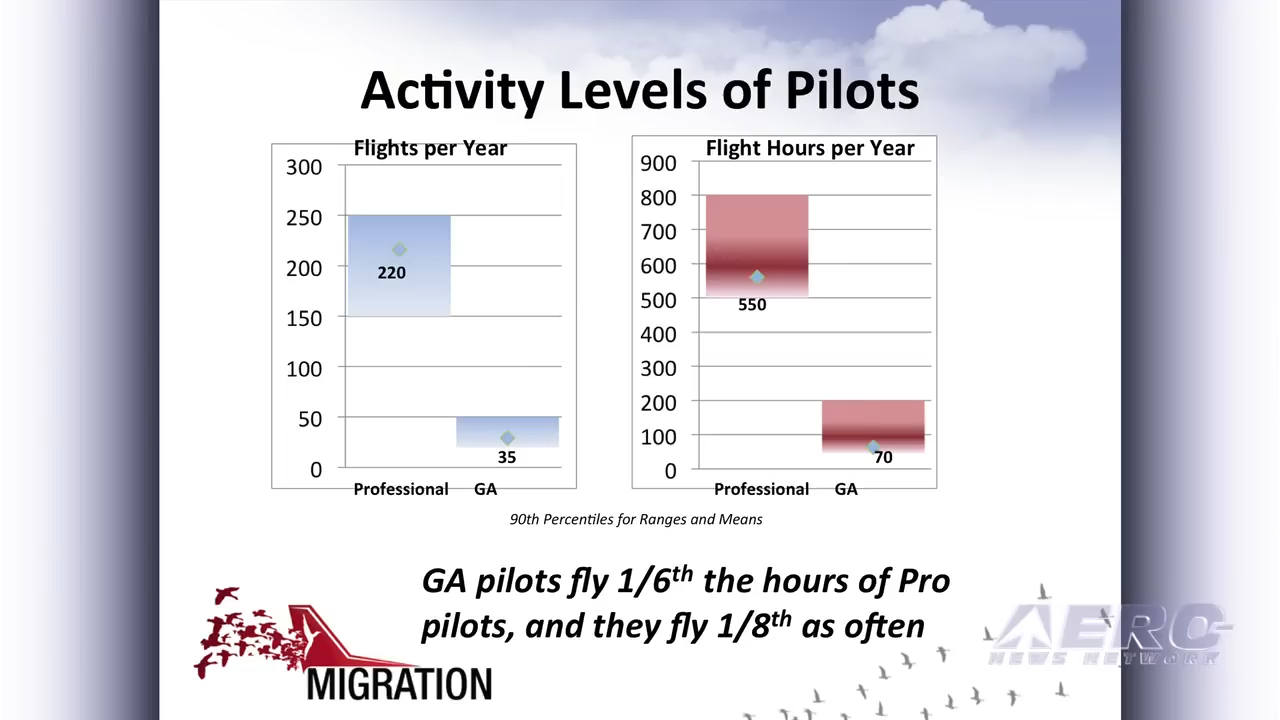 Activity Levels of Pilots
Flights per Year
300
250
200
150
100
50
0
220
35
Professional GA
Flight Hours per Year
900
800
700
600
500
400
300
200
100
0
550
70
Professional GA
90th Percentiles for Ranges and Means
GA pilots fly 1/6th the hours of Pro
pilots, and they fly 1/8th as often
MIGRATION
AERO
NEWS NETWORK